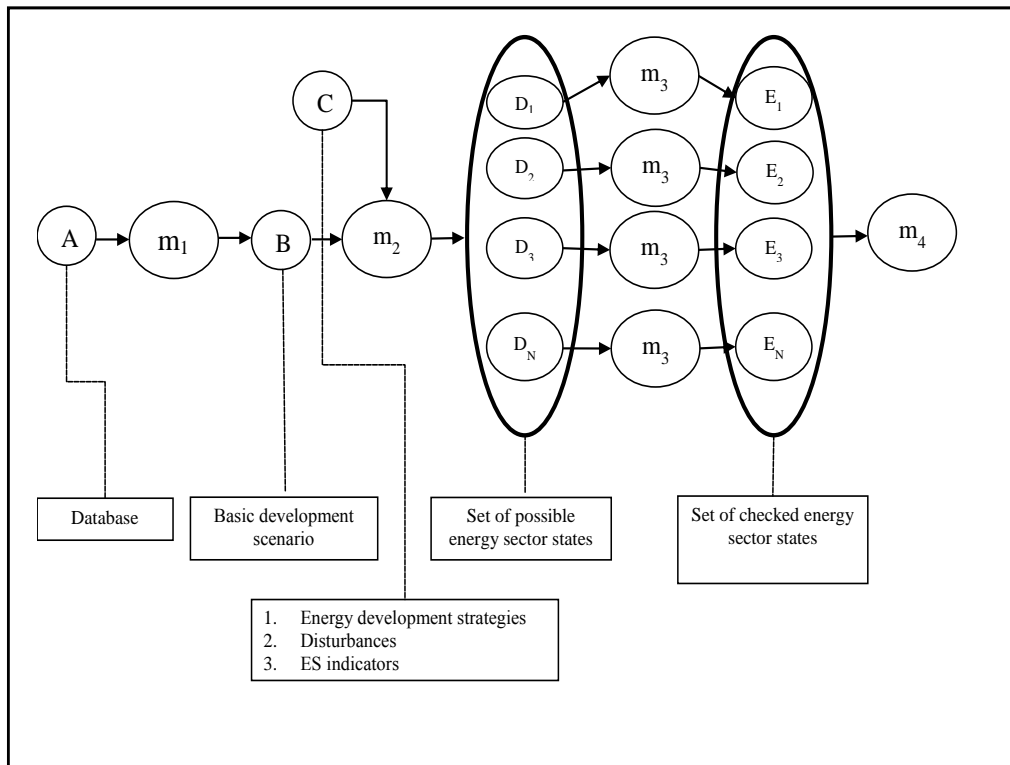 C
A
m1
B
m2
D1
m3
E1
D2
m3
E2
D3
m3
E3
DN
m3
EN
m4
Database
Basic development
scenario
Set of possible
energy sector states
Set of checked energy
sector states
1. Energy development strategies
2. Disturbances
3. ES indicators